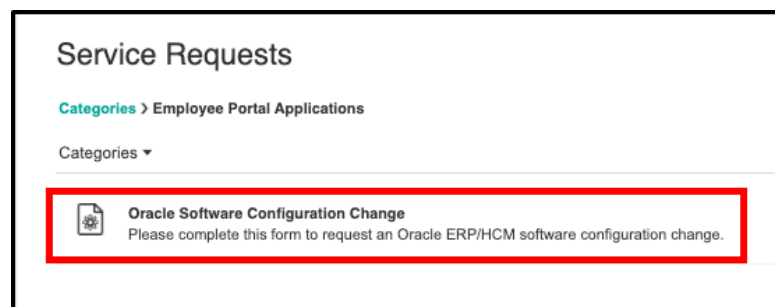 Service Requests
Categories > Employee Portal Applications
Categories ▾
Oracle Software Configuration Change
Please complete this form to request an Oracle ERP/HCM software configuration change.